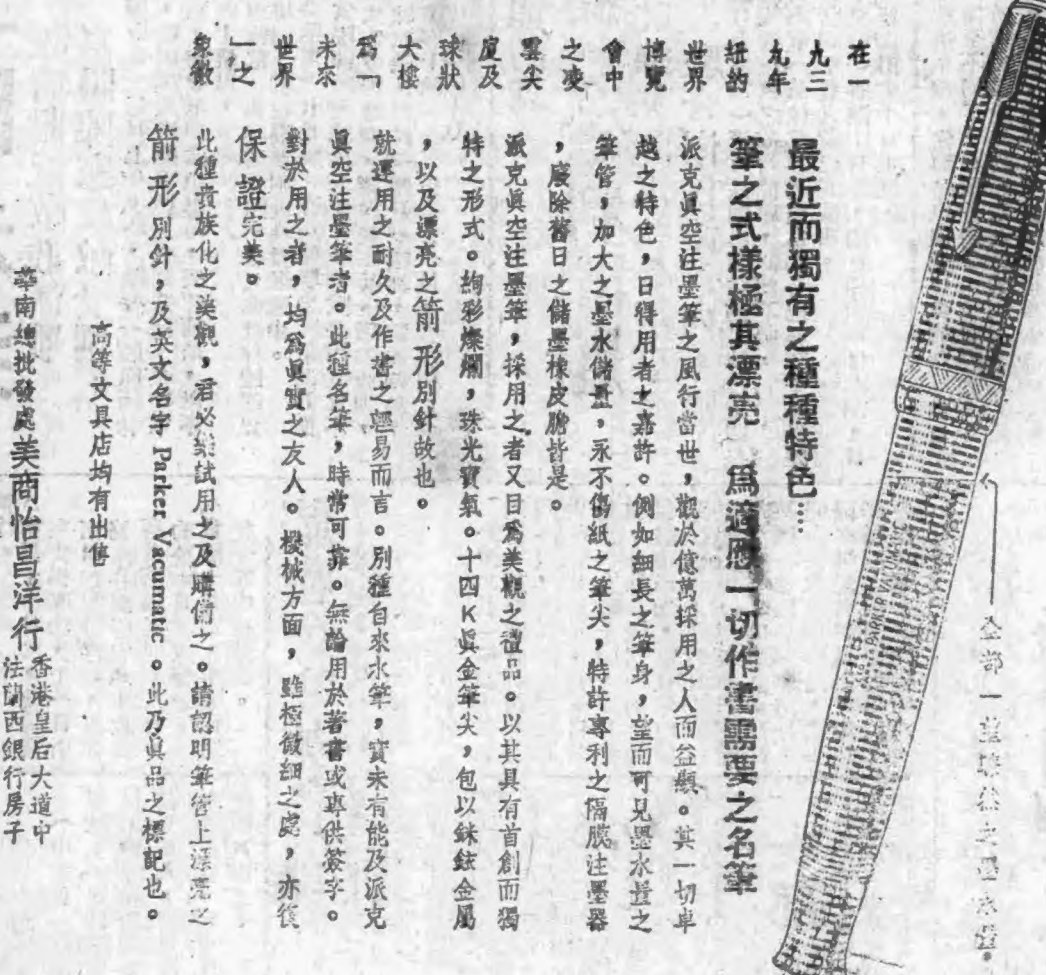 在一
九三
九年
紐約
世界
博覽
會中
之凌
雲尖
度及
球狀
大樓
爲「
未來
世界
」之
象徵
最近而獨有之種種特色……
筆之式樣極其漂亮 爲適應一切作書需要之名筆
派克眞空注墨筆之風行當世，觀於億萬採用之人而益顯。其一切卓
越之特色，日得用者之嘉許。例如細長之筆身，望而可見墨水量之
筆管，加大之墨水儲量，永不傷紙之筆尖，特許專利之隔膜注墨器
，廢除舊日之儲墨橡皮膽皆是。
派克眞空注墨筆，採用之者又目爲美觀之禮品。以其具有首創而獨
特之形式。絢彩燦爛，珠光寶氣。十四K眞金筆尖，包以銥鉉金屬
，以及漂亮之箭形別針故也。
就運用之耐久及作書之輕易而言。別種自來水筆，實未有能及派克
眞空注墨筆者。此種名筆，時常可靠。無論用於著書或專供簽字。
對於用之者，均爲眞實之友人。機械方面，雖極微細之處，亦復
保證完美。
此種貴族化之美觀，君必樂試用之及購備之。請認明筆管上漂亮之
箭形別針，及英文名字 Parker Vacumatic。此乃眞品之標記也。
高等文具店均有出售
華南總批發處美商怡昌洋行
香港皇后大道中
法蘭西銀行房子
全部一
PARKER VACUMATIC